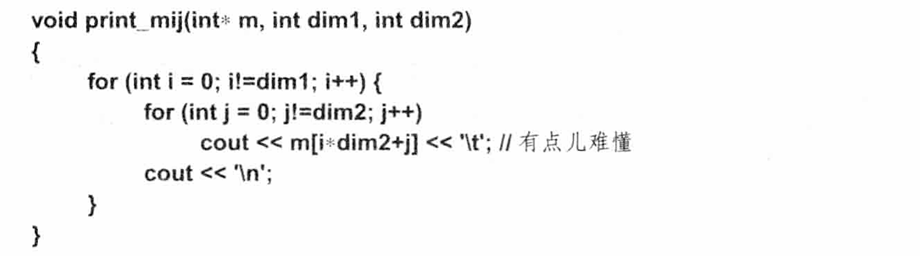 void print_mij(int* m, int dim1, int dim2)
{
for (int i = 0; i!=dim1; i++) {
for (int j = 0; j!=dim2; j++)
cout << m[i*dim2+j] << '\t'; // 有点儿难懂
cout << '\n';
}
}